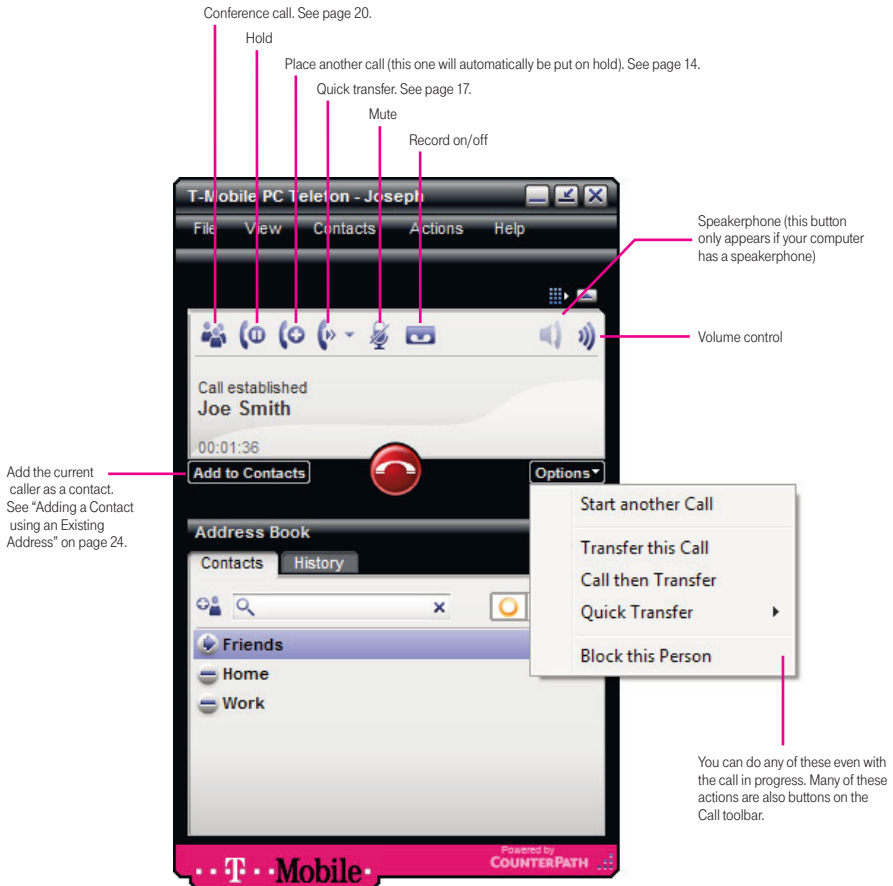 Conference call. See page 20.
Hold
Place another call (this one will automatically be put on hold). See page 14.
Quick transfer. See page 17.
Mute
Record on/off
T-Mobile PC Telefon - Joseph
File View Contacts Actions Help
Speakerphone (this button
only appears if your computer
has a speakerphone)
Volume control
Call established
Joe Smith
00:01:36
Add to Contacts
Options
Add the current
caller as a contact.
See “Adding a Contact
using an Existing
Address” on page 24.
Start another Call
Transfer this Call
Call then Transfer
Quick Transfer
Block this Person
Address Book
Contacts History
Friends
Home
Work
You can do any of these even with
the call in progress. Many of these
actions are also buttons on the
Call toolbar.
··T··Mobile·
Powered by
COUNTERPATH